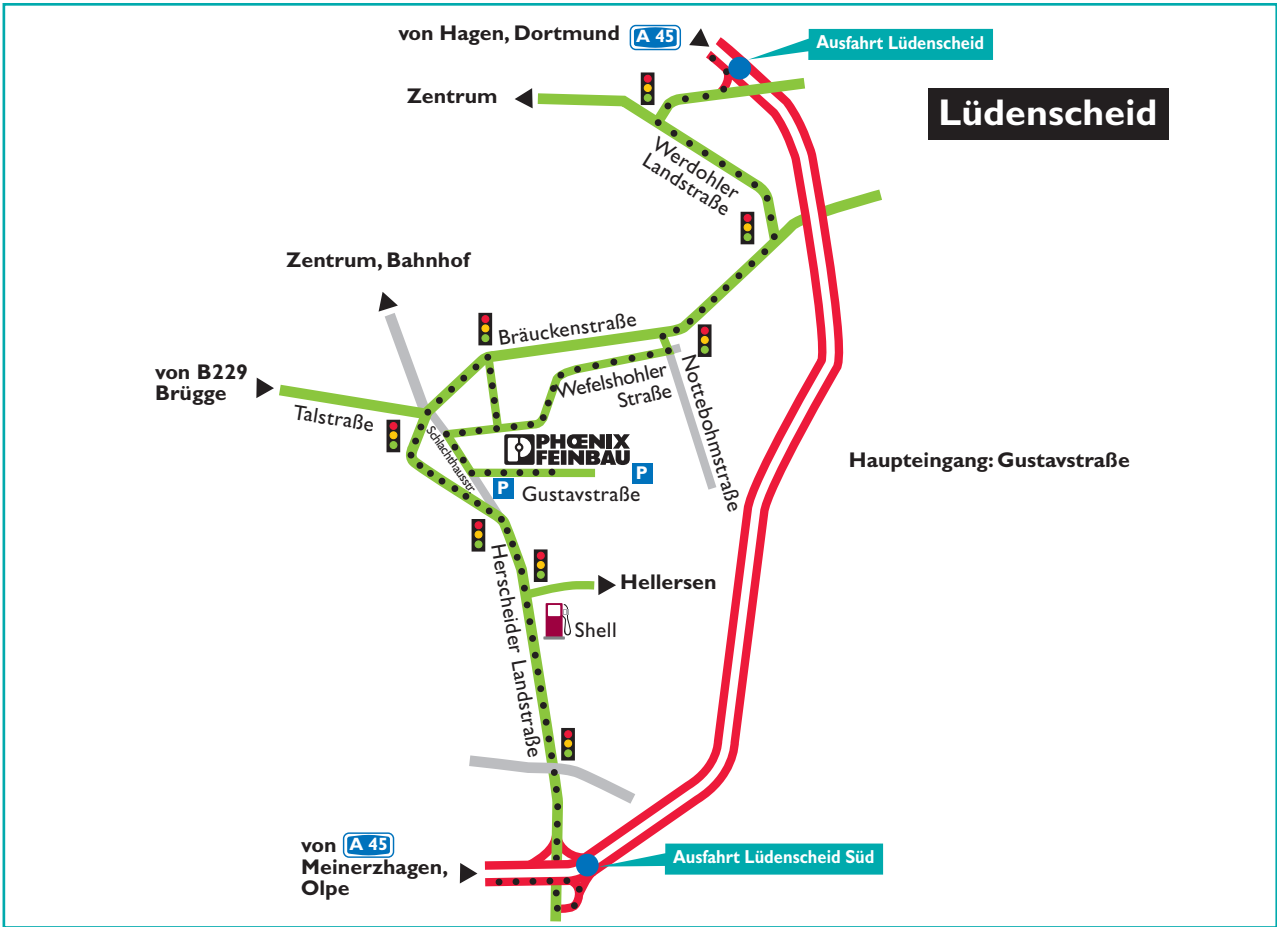 von Hagen, Dortmund A 45
Ausfahrt Lüdenscheid
Zentrum
Lüdenscheid
Werdohler
Landstraße
Zentrum, Bahnhof
Bräuckenstraße
von B229
Brügge
Talstraße
Wefelshohler
Straße
Nottebohmstraße
Schlachthausstr
PHŒNIX
FEINBAU
P
P
Gustavstraße
Haupteingang: Gustavstraße
Herscheider Landstraße
Hellersen
Shell
von A 45
Meinerzhagen,
Olpe
Ausfahrt Lüdenscheid Süd